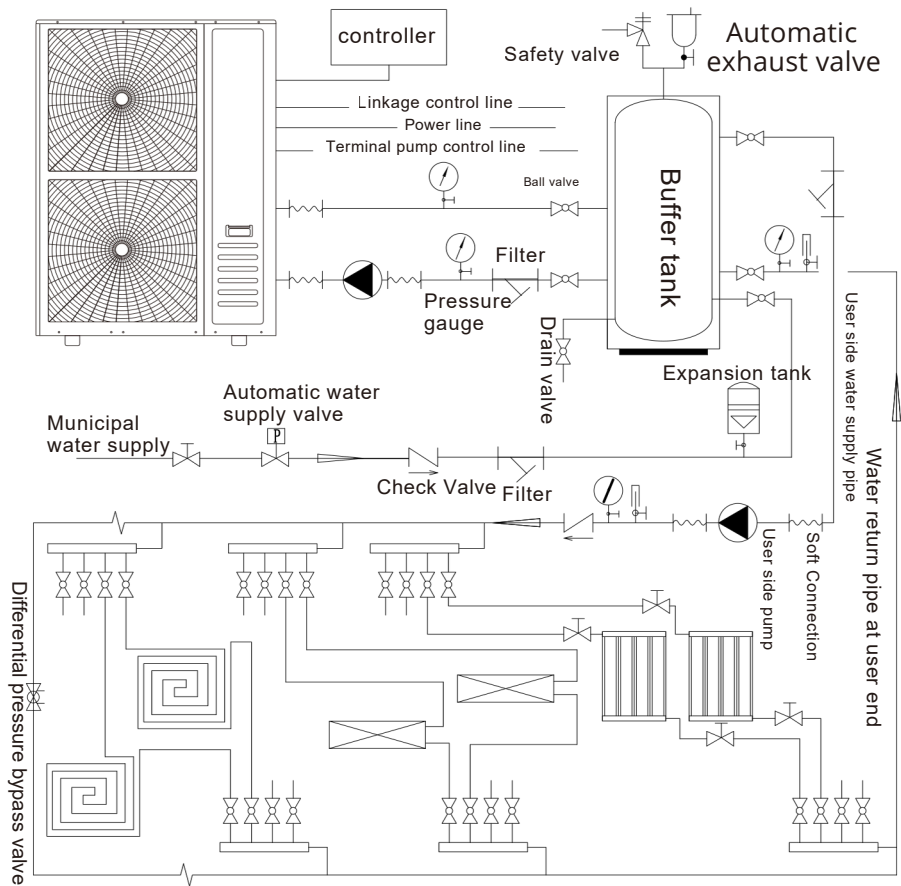 controller
Safety valve
Automatic
exhaust valve
Linkage control line
Power line
Terminal pump control line
Ball valve
Buffer tank
Filter
Pressure
gauge
Drain valve
Expansion tank
User side water supply pipe
Automatic water
supply valve
Municipal
water supply
P
Check Valve
Filter
Water return pipe at user end
User side pump
Soft Connection
Differential pressure bypass valve